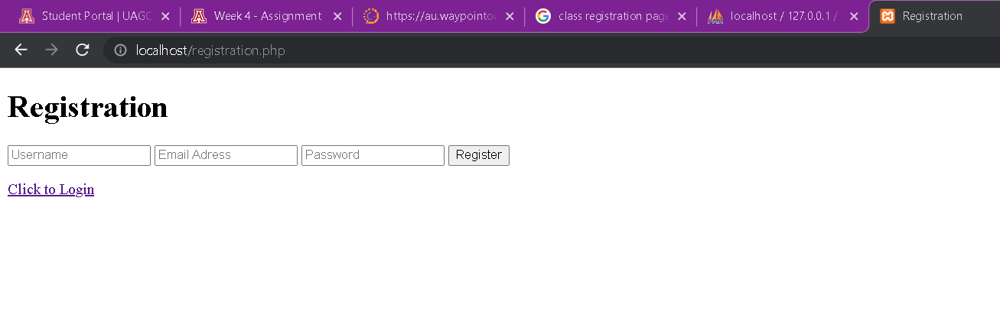 Student Portal | UAGC
Week 4 - Assignment
https://au.waypointou
class registration page
localhost / 127.0.0.1 /
Registration
localhost/registration.php
Registration
Username
Email Adress
Password
Register
Click to Login